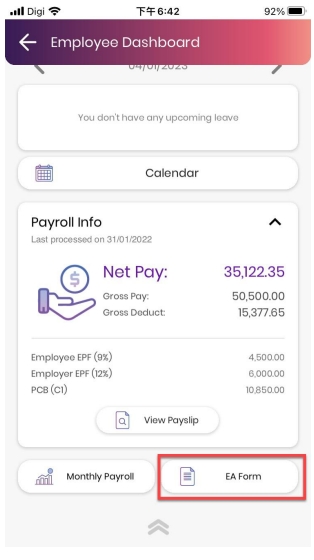 Digi 下午6:42 92%
Employee Dashboard
04/01/2023
You don't have any upcoming leave
Calendar
Payroll Info
Last processed on 31/01/2022
Net Pay: 35,122.35
Gross Pay: 50,500.00
Gross Deduct: 15,377.65
Employee EPF (9%) 4,500.00
Employer EPF (12%) 6,000.00
PCB (C1) 10,850.00
View Payslip
Monthly Payroll EA Form